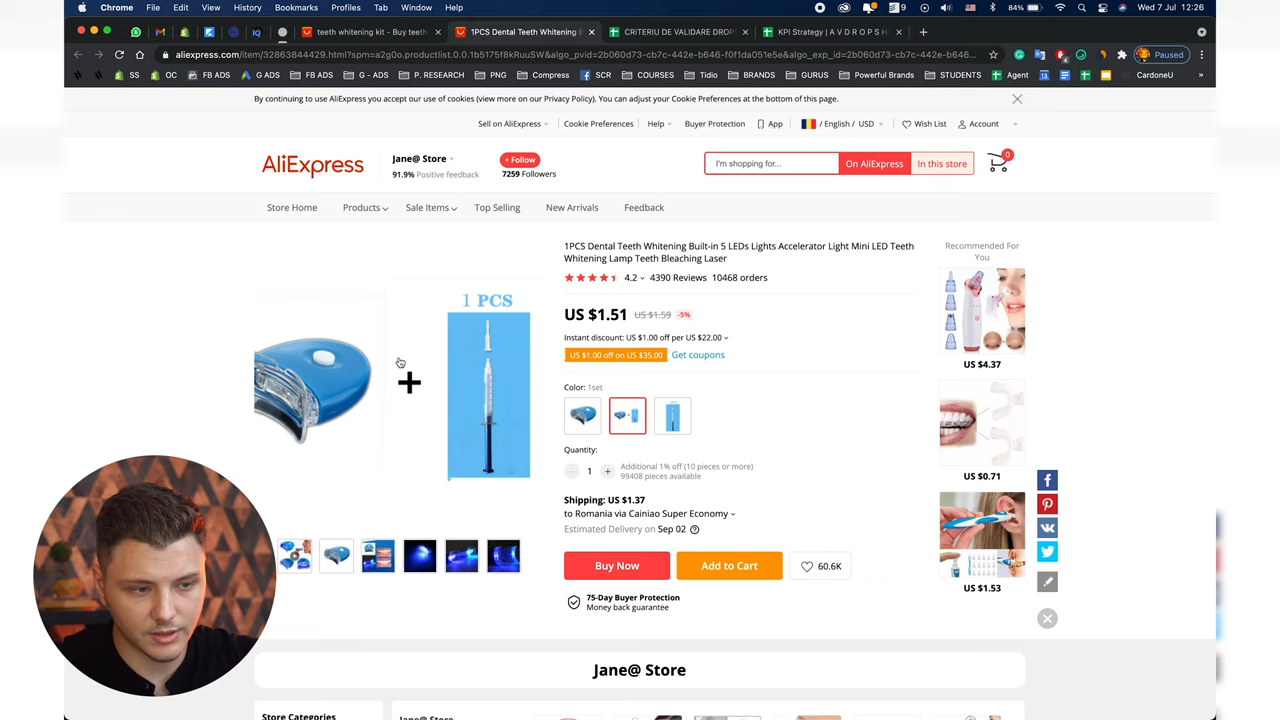 Chrome File Edit View History Bookmarks Profiles Tab Window Help
9 84% Wed 7 Jul 12:26
teeth whitening kit - Buy teeth
1PCS Dental Teeth Whitening B
CRITERIU DE VALIDARE DROPS
KPI Strategy | A V D R O P S H
aliexpress.com/item/32863844429.html?spm=a2g0o.productlist.0.0.1b5175f8kRuuSW&algo_pvid=2b060d73-cb7c-442e-b646-f0f1da051e5e&algo_exp_id=2b060d73-cb7c-442e-b646...
Paused
SS OC FB ADS G ADS P. RESEARCH FB ADS G - ADS PNG Compress SCR COURSES Tidio BRANDS GURUS Powerful Brands STUDENTS Agent CardoneU
By continuing to use AliExpress you accept our use of cookies (view more on our Privacy Policy). You can adjust your Cookie Preferences at the bottom of this page.
Sell on AliExpress Cookie Preferences Help Buyer Protection App / English / USD Wish List Account
AliExpress
Jane@ Store
91.9% Positive feedback
+ Follow
7259 Followers
I'm shopping for...
On AliExpress
In this store
0
Store Home Products Sale Items Top Selling New Arrivals Feedback
1 PCS
1PCS Dental Teeth Whitening Built-in 5 LEDs Lights Accelerator Light Mini LED Teeth
Whitening Lamp Teeth Bleaching Laser
4.2 4390 Reviews 10468 orders
US $1.51 US $1.59 -5%
Instant discount: US $1.00 off per US $22.00
US $1.00 off on US $35.00 Get coupons
Color: 1set
Quantity:
1
Additional 1% off (10 pieces or more)
99408 pieces available
Shipping: US $1.37
to Romania via Cainiao Super Economy
Estimated Delivery on Sep 02
Buy Now
Add to Cart
60.6K
75-Day Buyer Protection
Money back guarantee
Recommended For
You
US $4.37
US $0.71
US $1.53
Jane@ Store
Store Categories
Jane@ Store